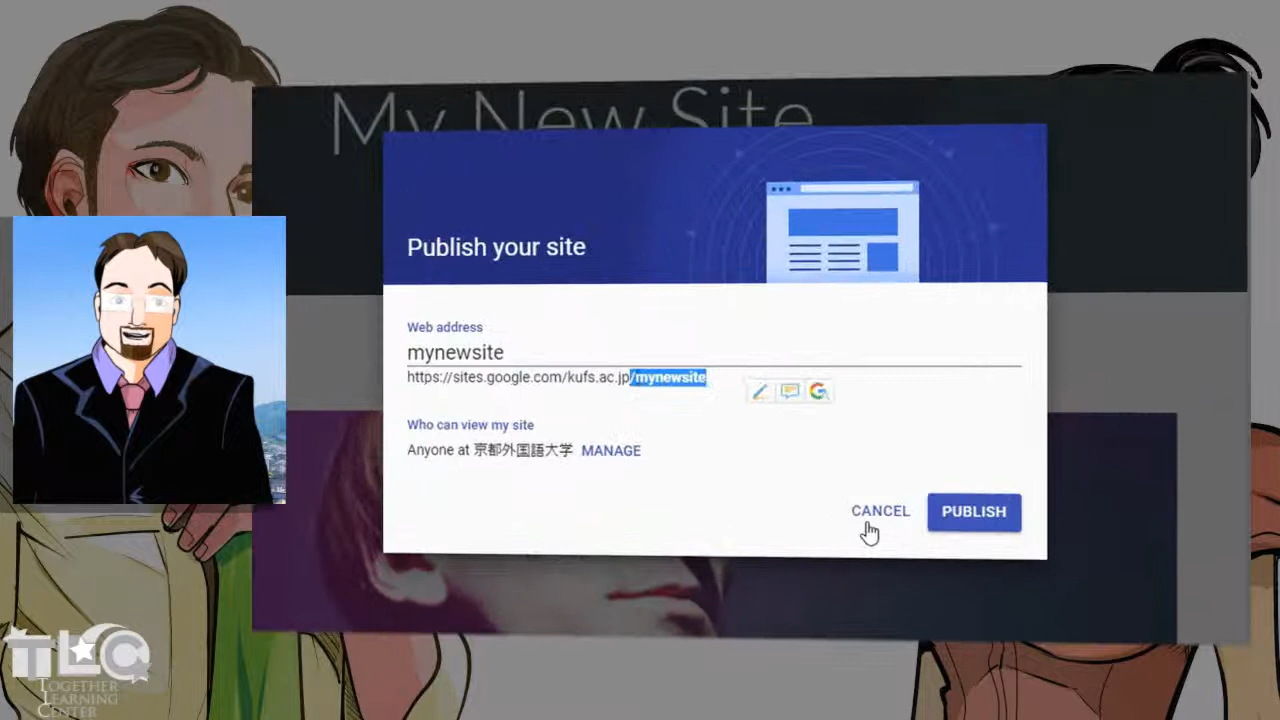 My New Site
Publish your site
Web address
mynewsite
https://sites.google.com/kufs.ac.jp/mynewsite
Who can view my site
Anyone at 京都外国語大学 MANAGE
CANCEL PUBLISH
TLC
TOGETHER
LEARNING
CENTER